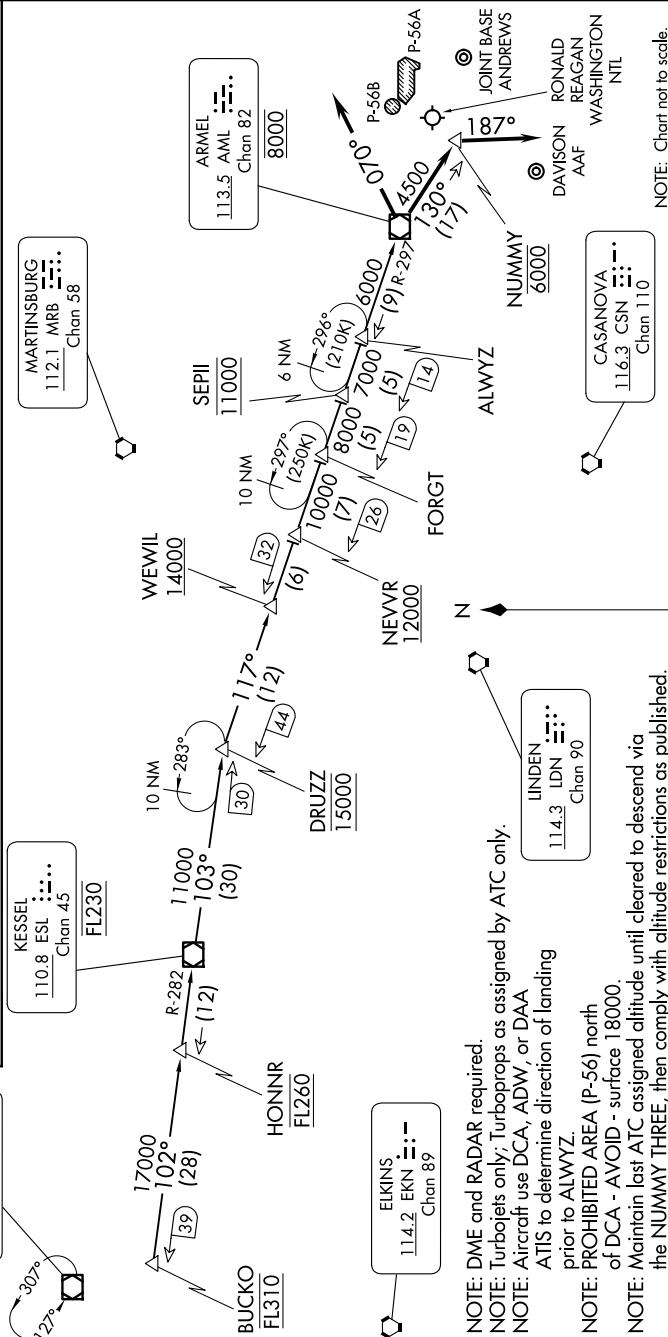 MARTINSBURG
112.1 MRB
Chan 58
ARMEL
113.5 AML
Chan 82
8000
KESSEL
110.8 ESL
Chan 45
FL230
P-56B
P-56A
JOINT BASE
ANDREWS
RONALD
REAGAN
WASHINGTON
NTL
DAVISON
AAF
070°
4500
130°
(17)
187°
NUMMY
6000
R-297
6000
(9)
ALWYZ
6 NM
296°
(210K)
7000
(5)
14
SEPII
11000
8000
(5)
19
10 NM
297°
(250K)
FORGT
10000
(7)
26
NEVVR
12000
32
(6)
WEWIL
14000
117°
(12)
44
30
DRUZZ
15000
10 NM
283°
11000
103°
(30)
R-282
(12)
HONNR
FL260
17000
102°
(28)
39
BUCKO
FL310
307°
127°
CASANOVA
116.3 CSN
Chan 110
N
LINDEN
114.3 LDN
Chan 90
ELKINS
114.2 EKN
Chan 89
NOTE: DME and RADAR required.
NOTE: Turbojets only; Turboprops as assigned by ATC only.
NOTE: Aircraft use DCA, ADW, or DAA
ATIS to determine direction of landing
prior to ALWYZ.
NOTE: PROHIBITED AREA (P-56) north
of DCA - AVOID - surface 18000.
NOTE: Maintain last ATC assigned altitude until cleared to descend via
the NUMMY THREE, then comply with altitude restrictions as published.
NOTE: Chart not to scale.